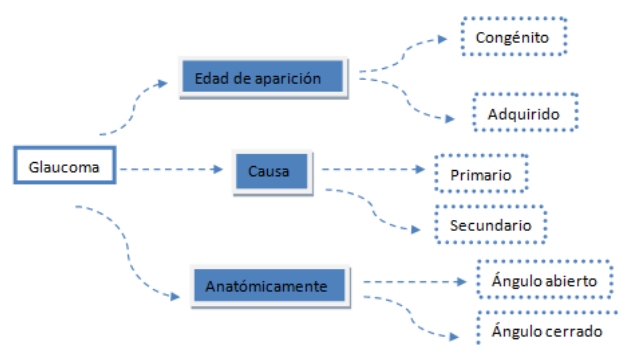 Glaucoma
Edad de aparición
Congénito
Adquirido
Causa
Primario
Secundario
Anatómicamente
Ángulo abierto
Ángulo cerrado